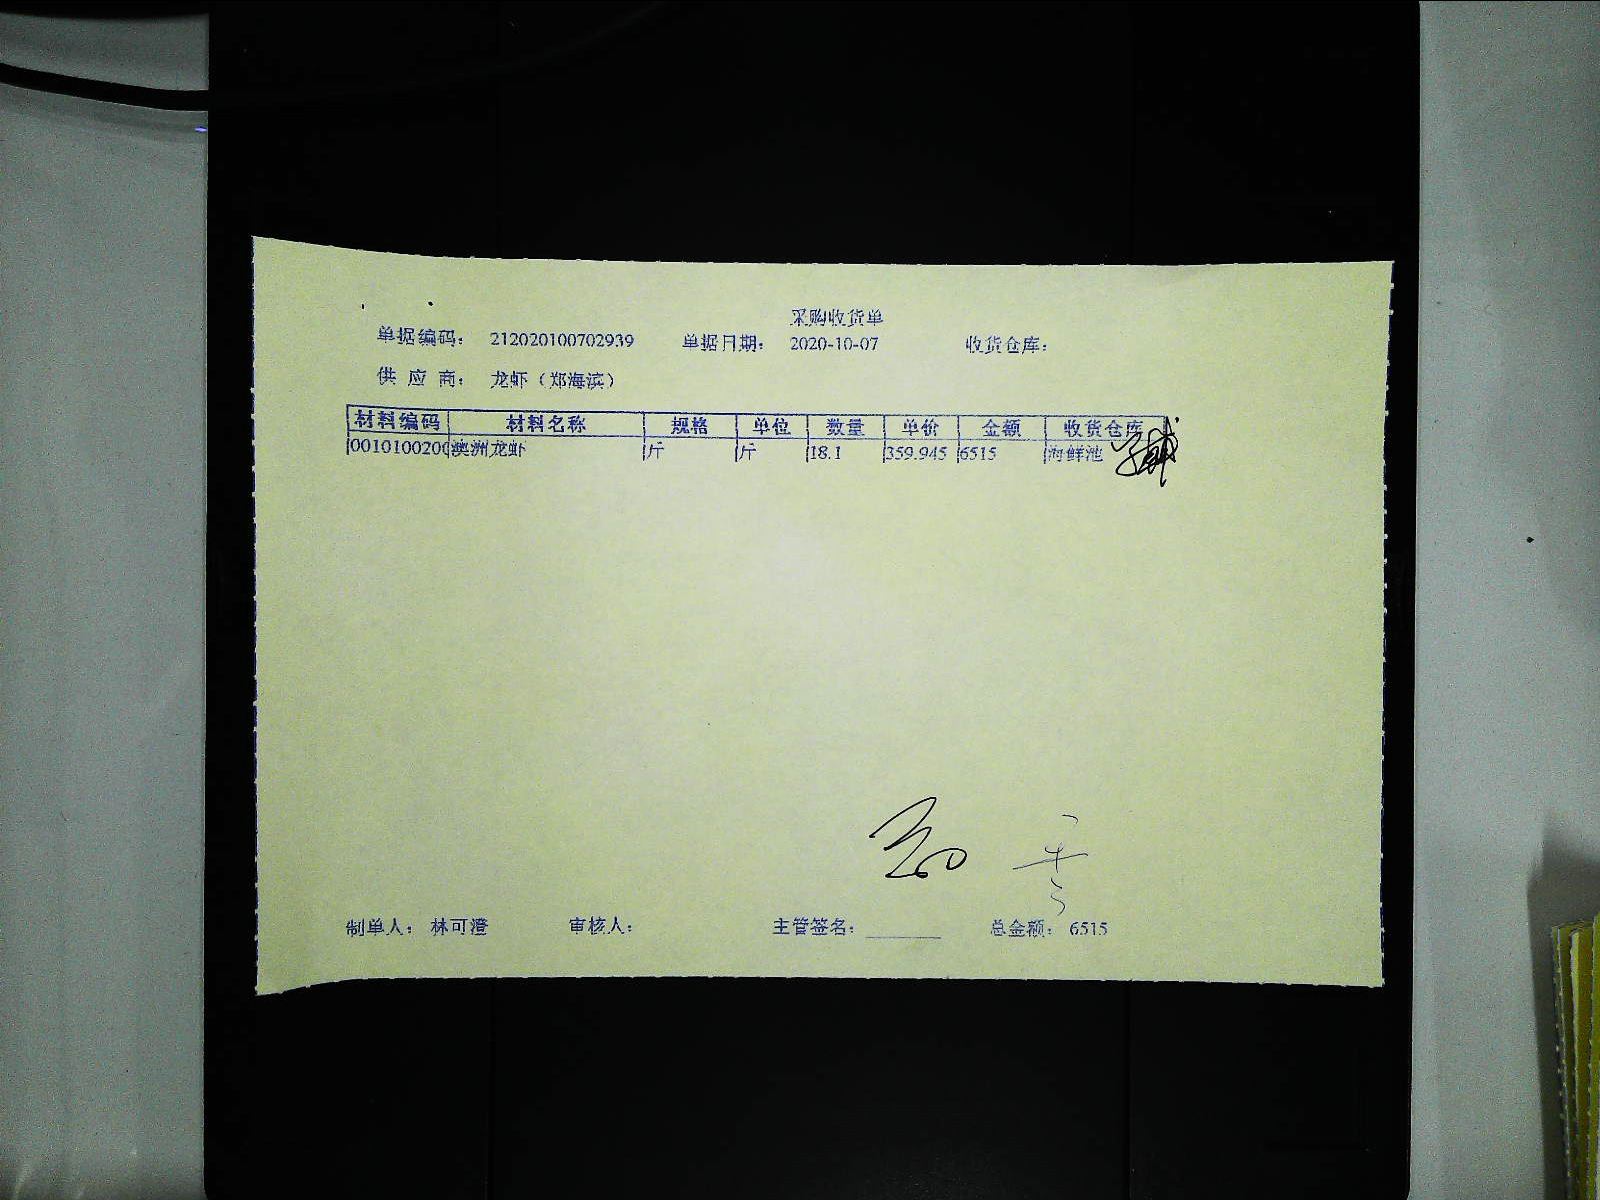 采购收货单
单据编码： 212020100702939 单据日期： 2020-10-07 收货仓库：
供 应 商： 龙虾（郑海滨）
材料编码 材料名称 规格 单位 数量 单价 金额 收货仓库
0010100200 澳洲龙虾 斤 斤 18.1 359.945 6515 海鲜池
制单人： 林可澄 审核人： 主管签名： 总金额： 6515